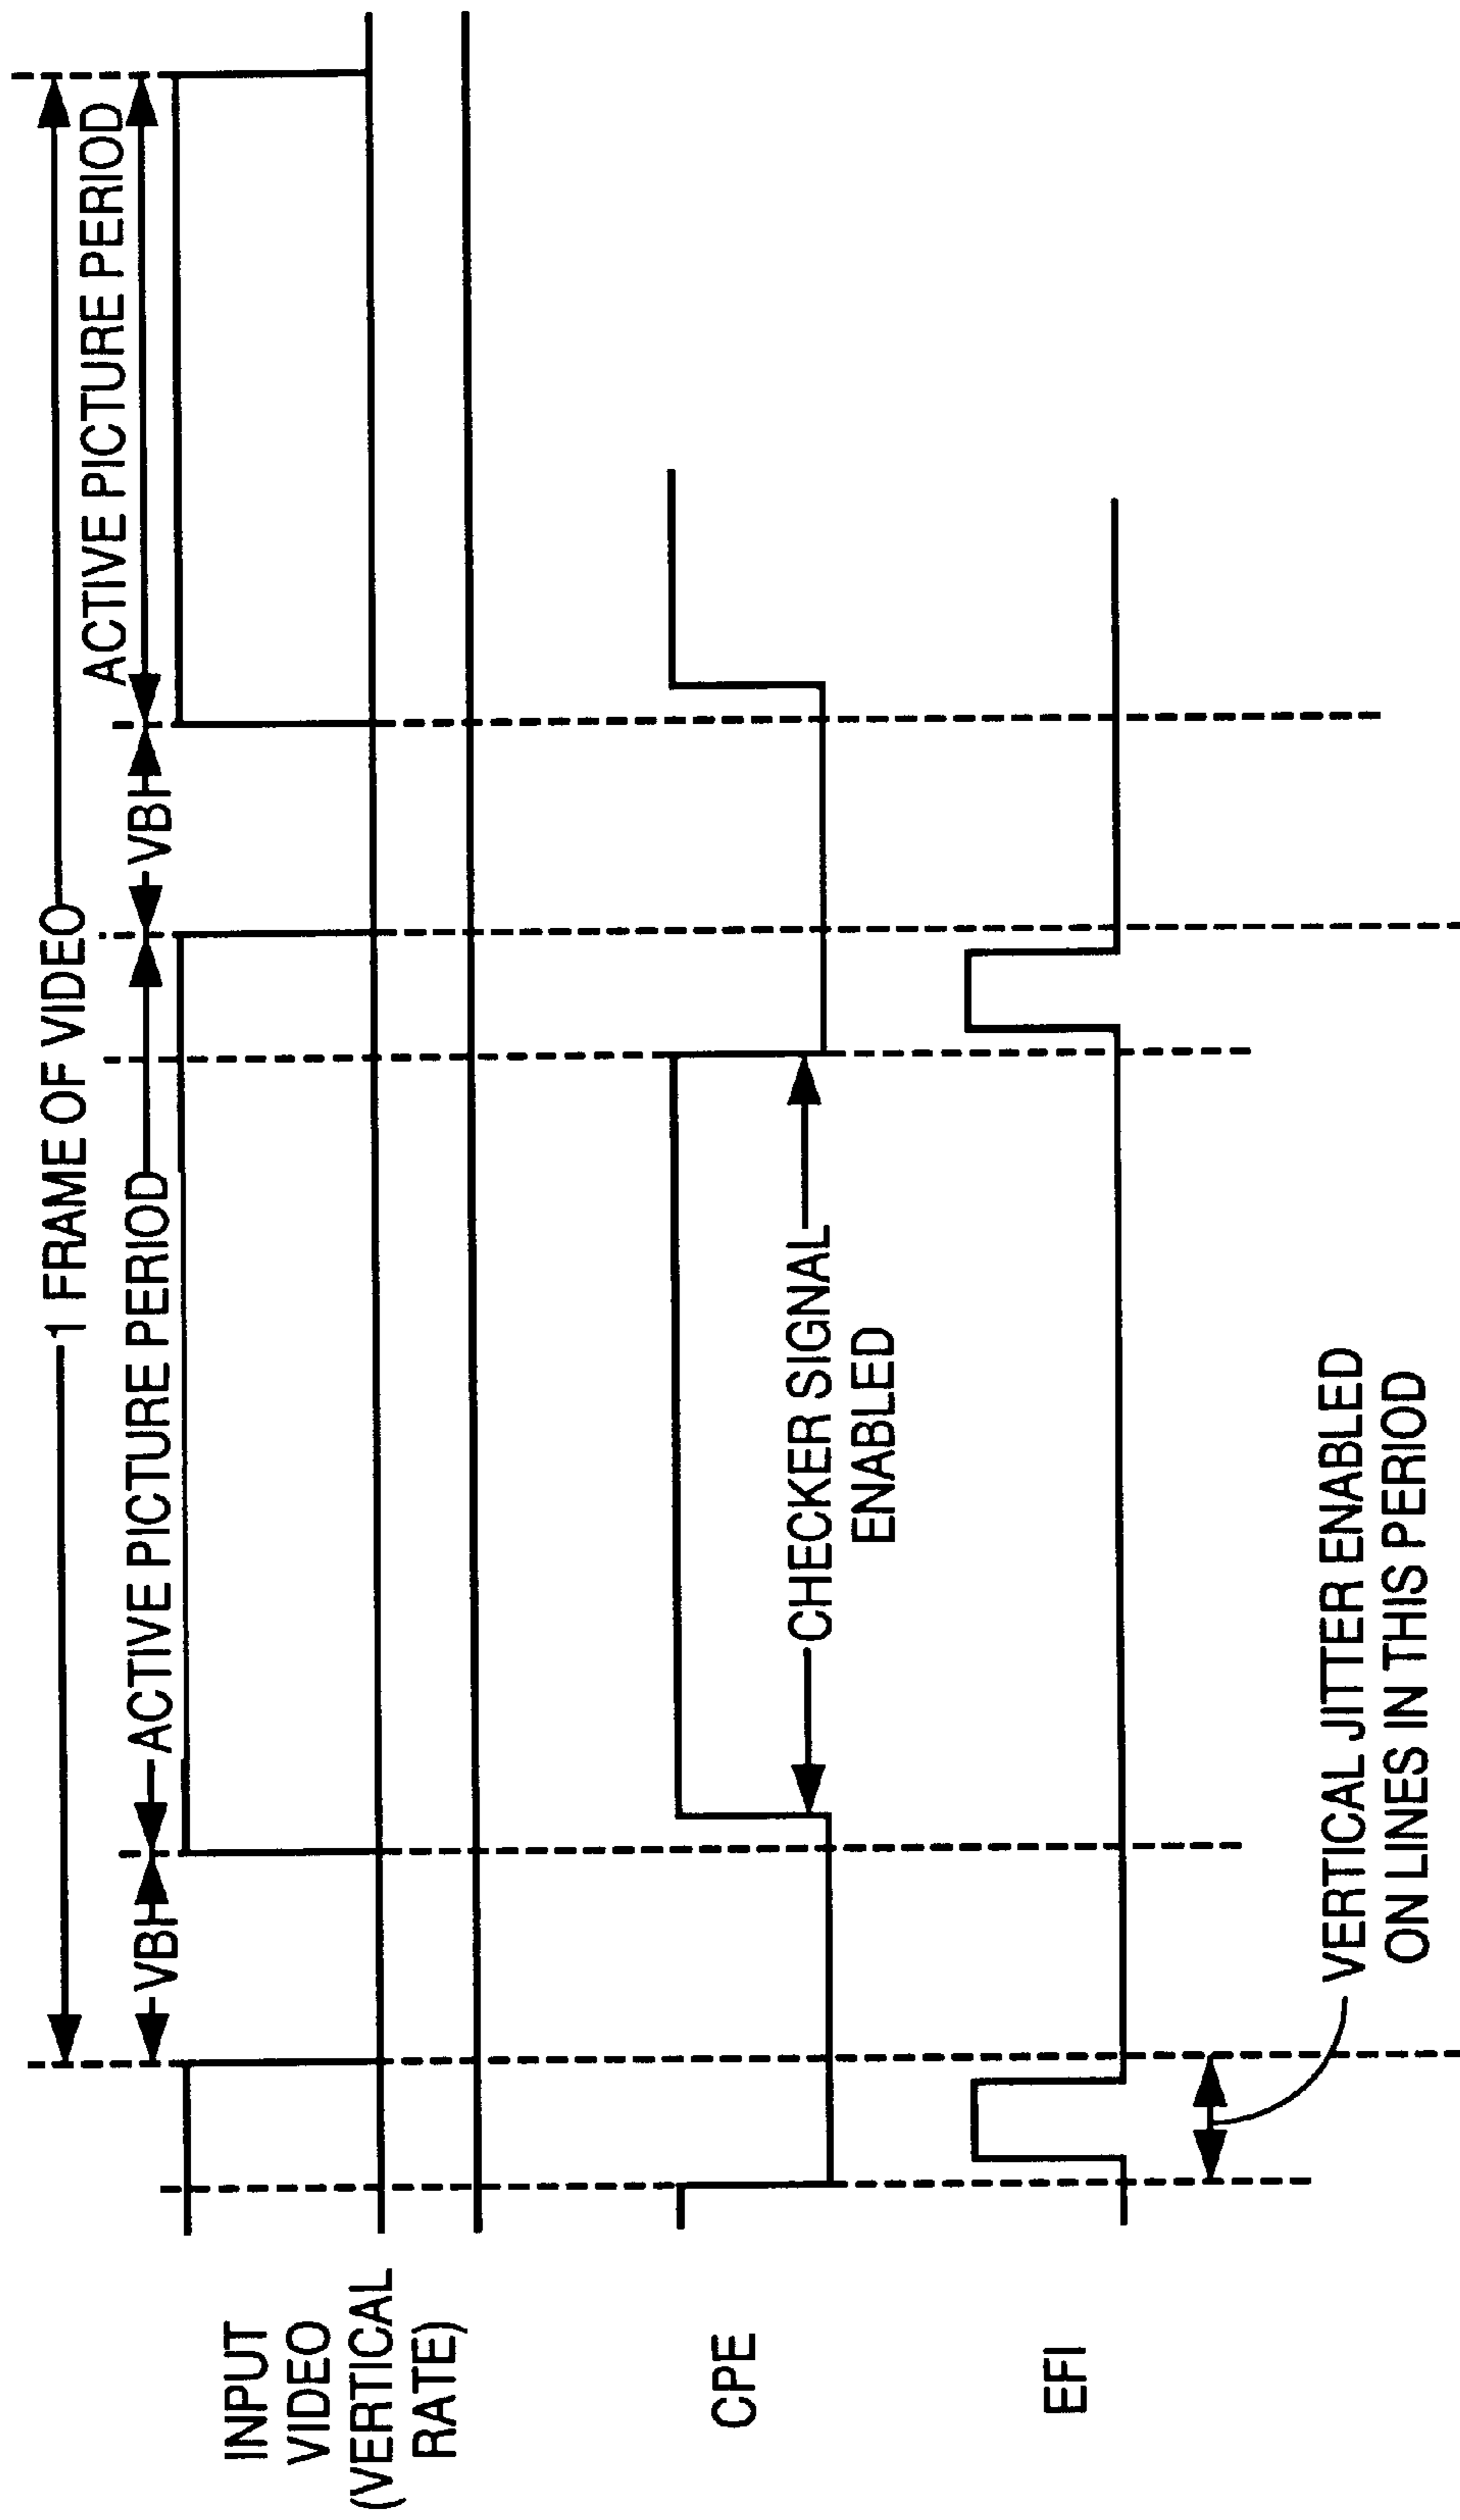 1 FRAME OF VIDEO
ACTIVE PICTURE PERIOD
VBI
ACTIVE PICTURE PERIOD
VBI
INPUT
VIDEO
(VERTICAL
RATE)
CPE
CHECKER SIGNAL
ENABLED
EFI
VERTICAL JITTER ENABLED
ON LINES IN THIS PERIOD